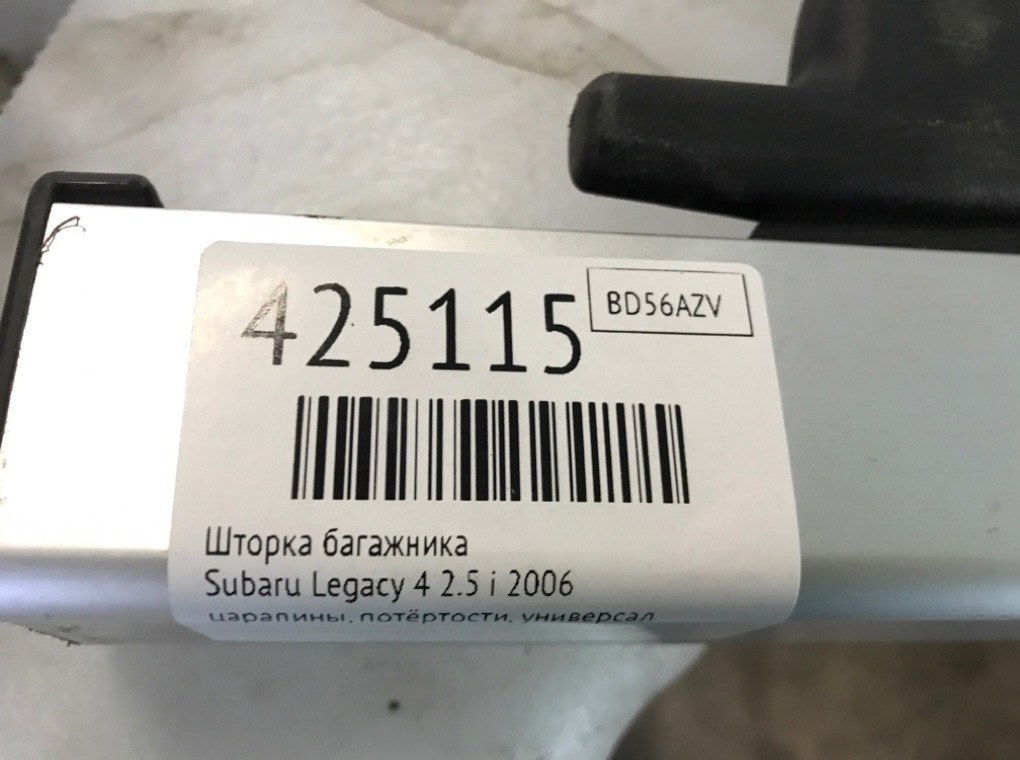 425115
BD56AZV
Шторка багажника
Subaru Legacy 4 2.5 i 2006
царапины, потёртости, универсал